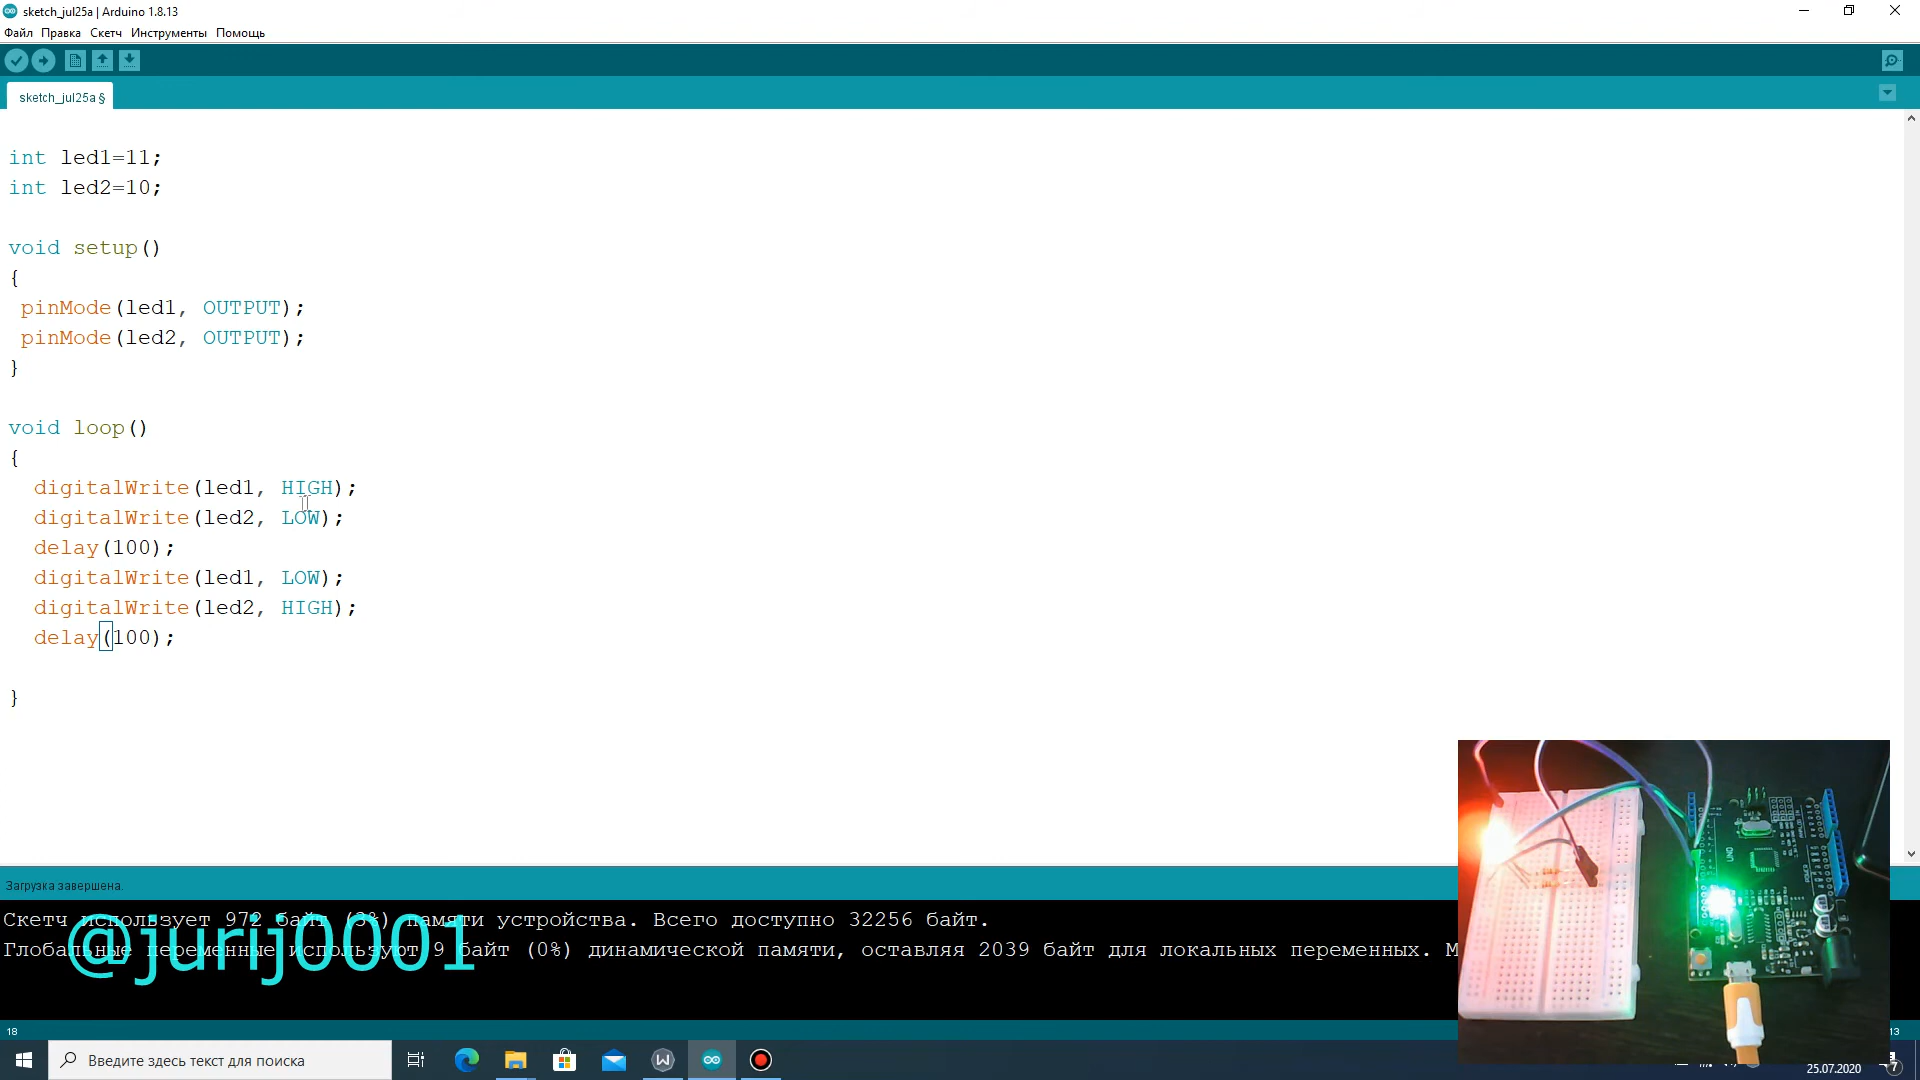 sketch_jul25a | Arduino 1.8.13
Файл Правка Скетч Инструменты Помощь
sketch_jul25a §
int led1=11;
int led2=10;
void setup()
{
pinMode(led1, OUTPUT);
pinMode(led2, OUTPUT);
}
void loop()
{
digitalWrite(led1, HIGH);
digitalWrite(led2, LOW);
delay(100);
digitalWrite(led1, LOW);
digitalWrite(led2, HIGH);
delay(100);
}
Загрузка завершена.
Скетч использует 972 байт (3%) памяти устройства. Всего доступно 32256 байт.
Глобальные переменные используют 9 байт (0%) динамической памяти, оставляя 2039 байт для локальных переменных. М
@jurij0001
18
13
Введите здесь текст для поиска
25.07.2020
7
UNO